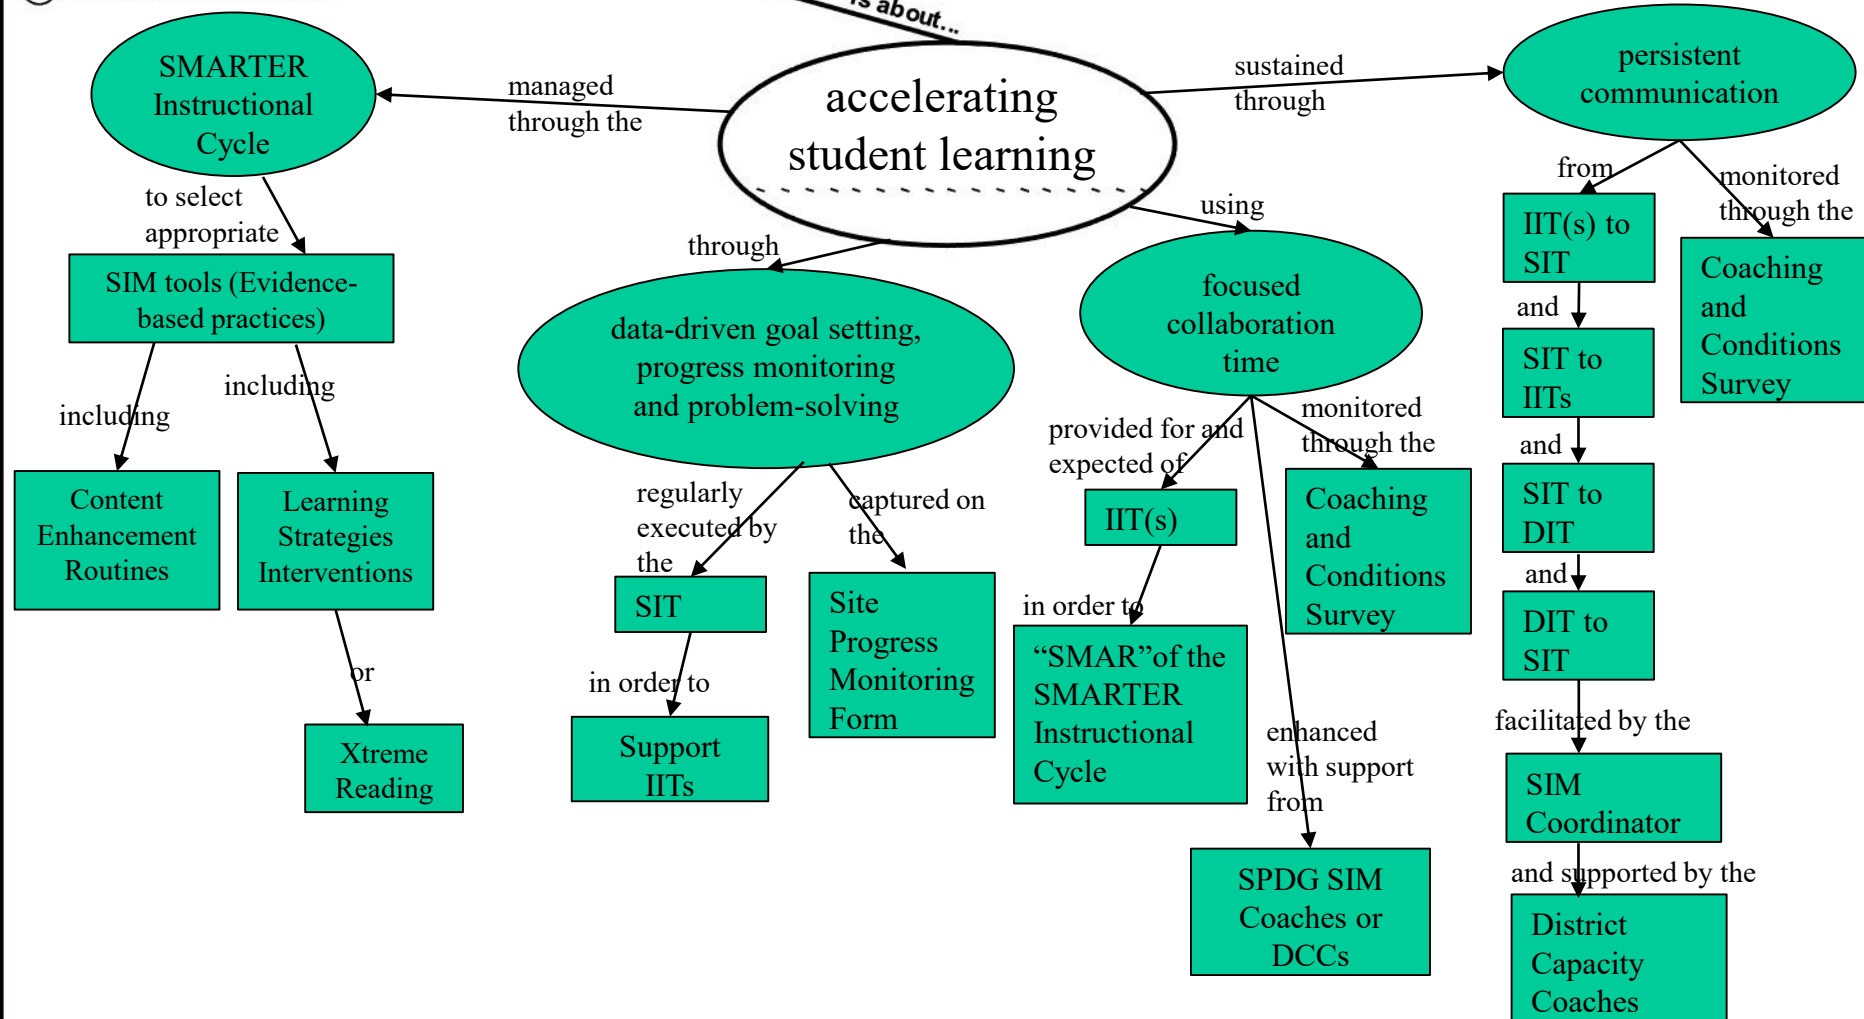 is about...
accelerating
student learning
managed
through the
SMARTER
Instructional
Cycle
to select
appropriate
SIM tools (Evidence-
based practices)
including
including
Content
Enhancement
Routines
Learning
Strategies
Interventions
or
Xtreme
Reading
through
data-driven goal setting,
progress monitoring
and problem-solving
regularly
executed by
the
SIT
in order to
Support
IITs
captured on
the
Site
Progress
Monitoring
Form
using
focused
collaboration
time
provided for and
expected of
IIT(s)
in order to
“SMAR”of the
SMARTER
Instructional
Cycle
monitored
through the
Coaching
and
Conditions
Survey
enhanced
with support
from
SPDG SIM
Coaches or
DCCs
sustained
through
persistent
communication
from
IIT(s) to
SIT
and
SIT to
IITs
and
SIT to
DIT
and
DIT to
SIT
facilitated by the
SIM
Coordinator
and supported by the
District
Capacity
Coaches
monitored
through the
Coaching
and
Conditions
Survey